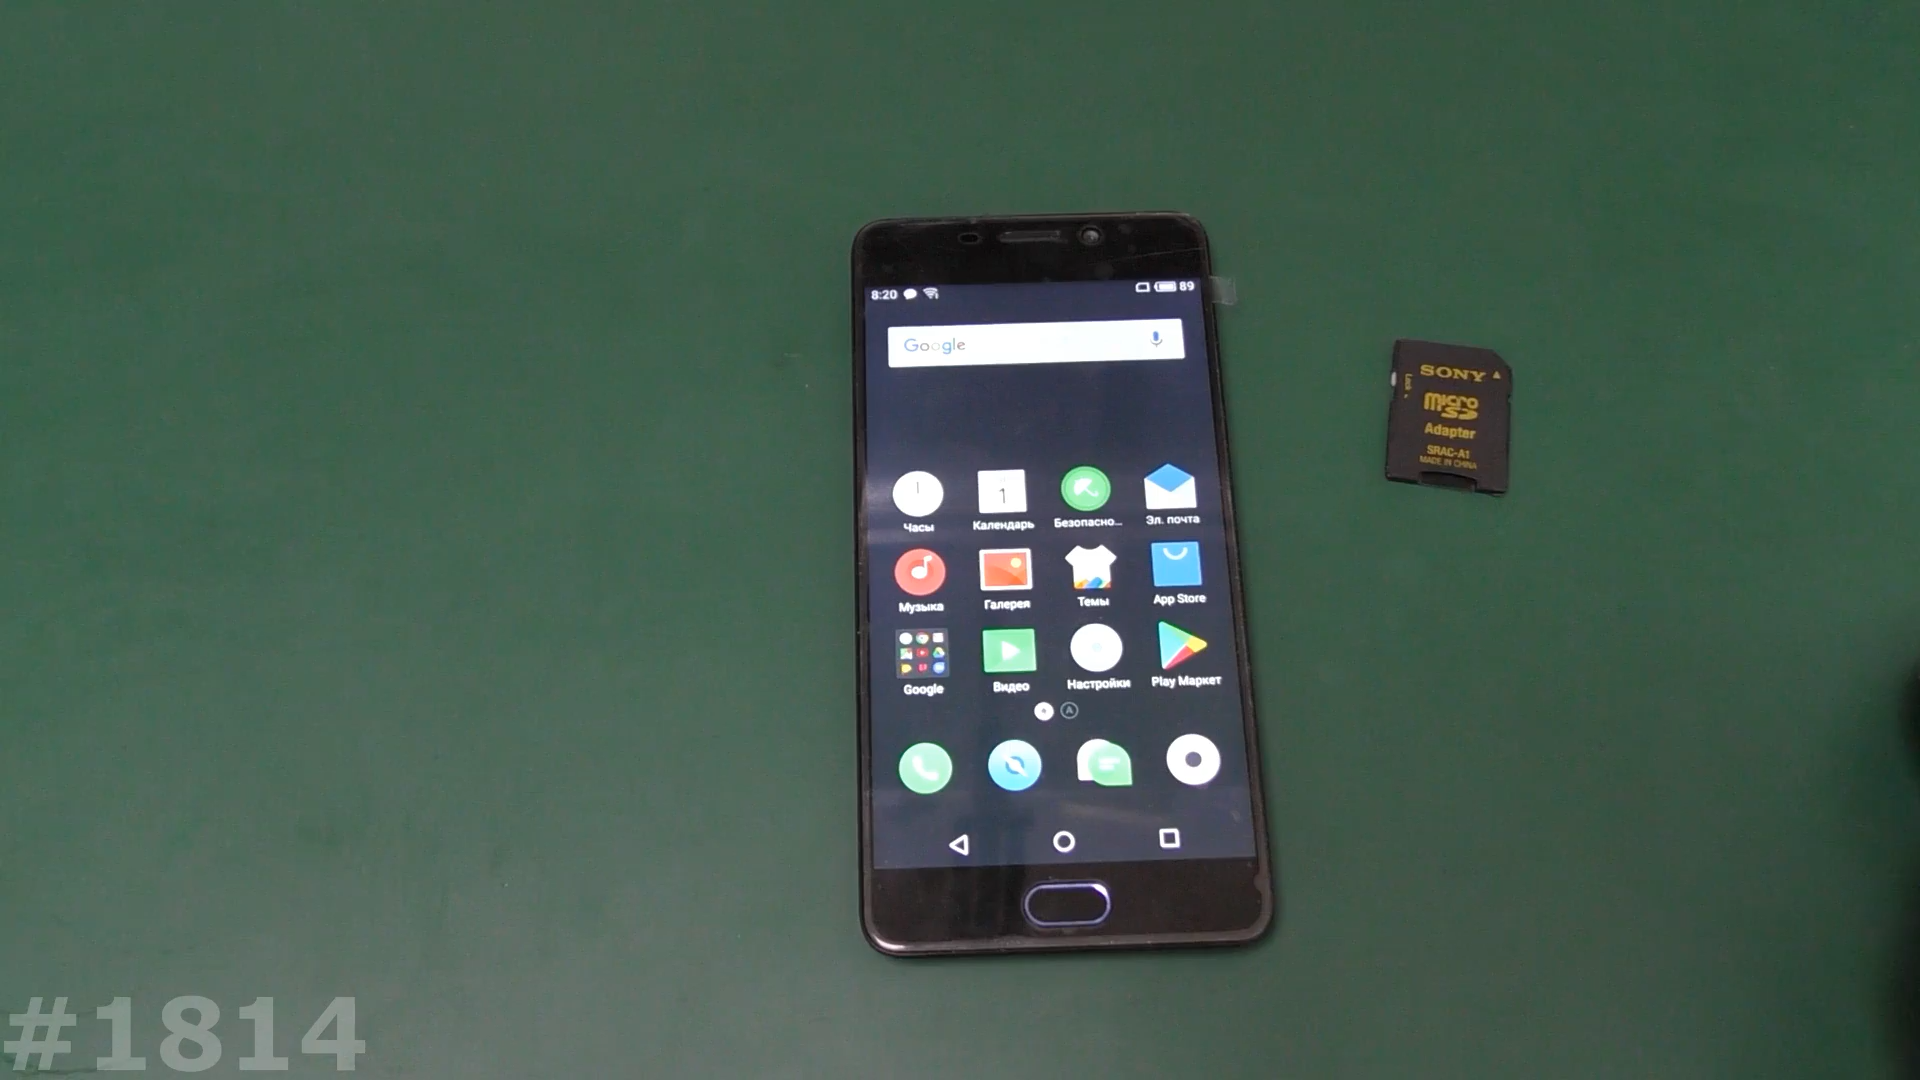 8:20 89
Google
Часы Календарь Безопасно... Эл. почта
Музыка Галерея Темы App Store
Google Видео Настройки Play Маркет
SONY
Lock
Micro
SD
Adapter
SRAC-A1
MADE IN CHINA
#1814